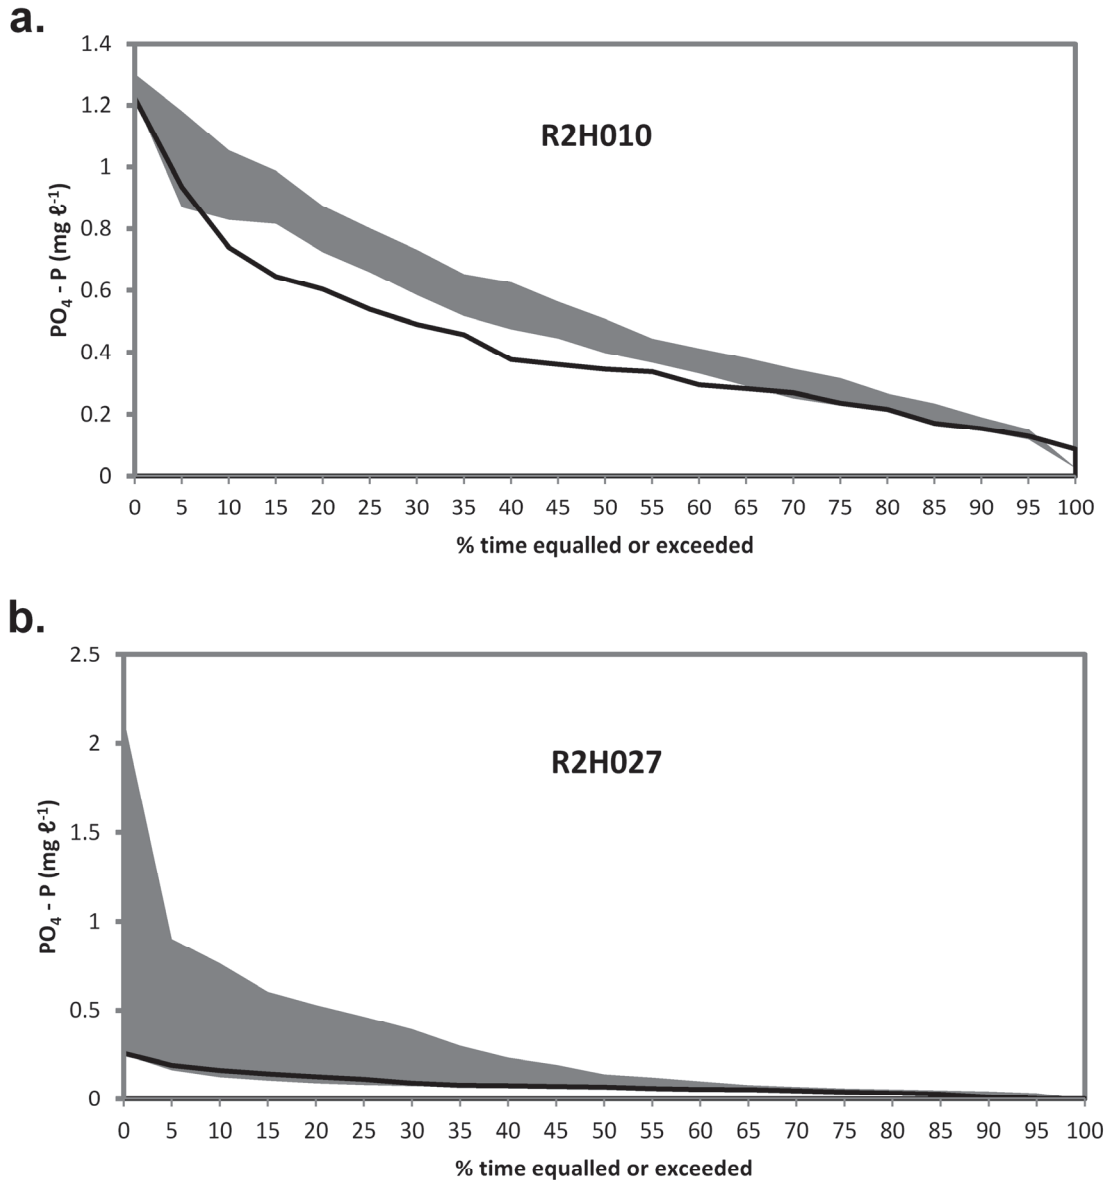 a.
1.4
1.2
1
0.8
0.6
0.4
0.2
0
PO₄ - P (mg ℓ⁻¹)
R2H010
0 5 10 15 20 25 30 35 40 45 50 55 60 65 70 75 80 85 90 95 100
% time equalled or exceeded
b.
2.5
2
1.5
1
0.5
0
PO₄ - P (mg ℓ⁻¹)
R2H027
0 5 10 15 20 25 30 35 40 45 50 55 60 65 70 75 80 85 90 95 100
% time equalled or exceeded